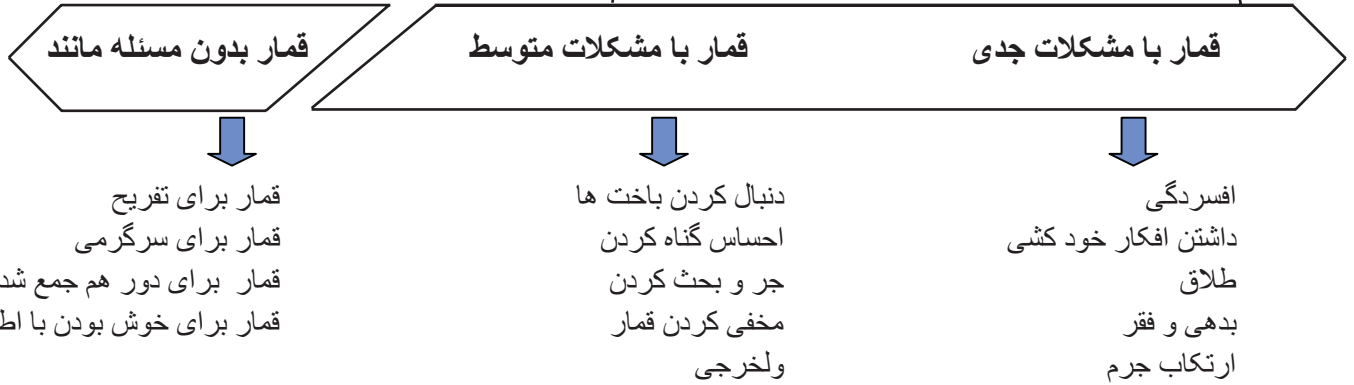 قمار با مشکلات جدی
قمار با مشکلات متوسط
قمار بدون مسئله مانند
افسردگی
داشتن افکار خود کشی
طلاق
بدهی و فقر
ارتکاب جرم
دنبال کردن باخت ها
احساس گناه کردن
جر و بحث کردن
مخفی کردن قمار
ولخرجی
قمار برای تفریح
قمار برای سرگرمی
قمار برای دور هم جمع
قمار برای خوش بودن با